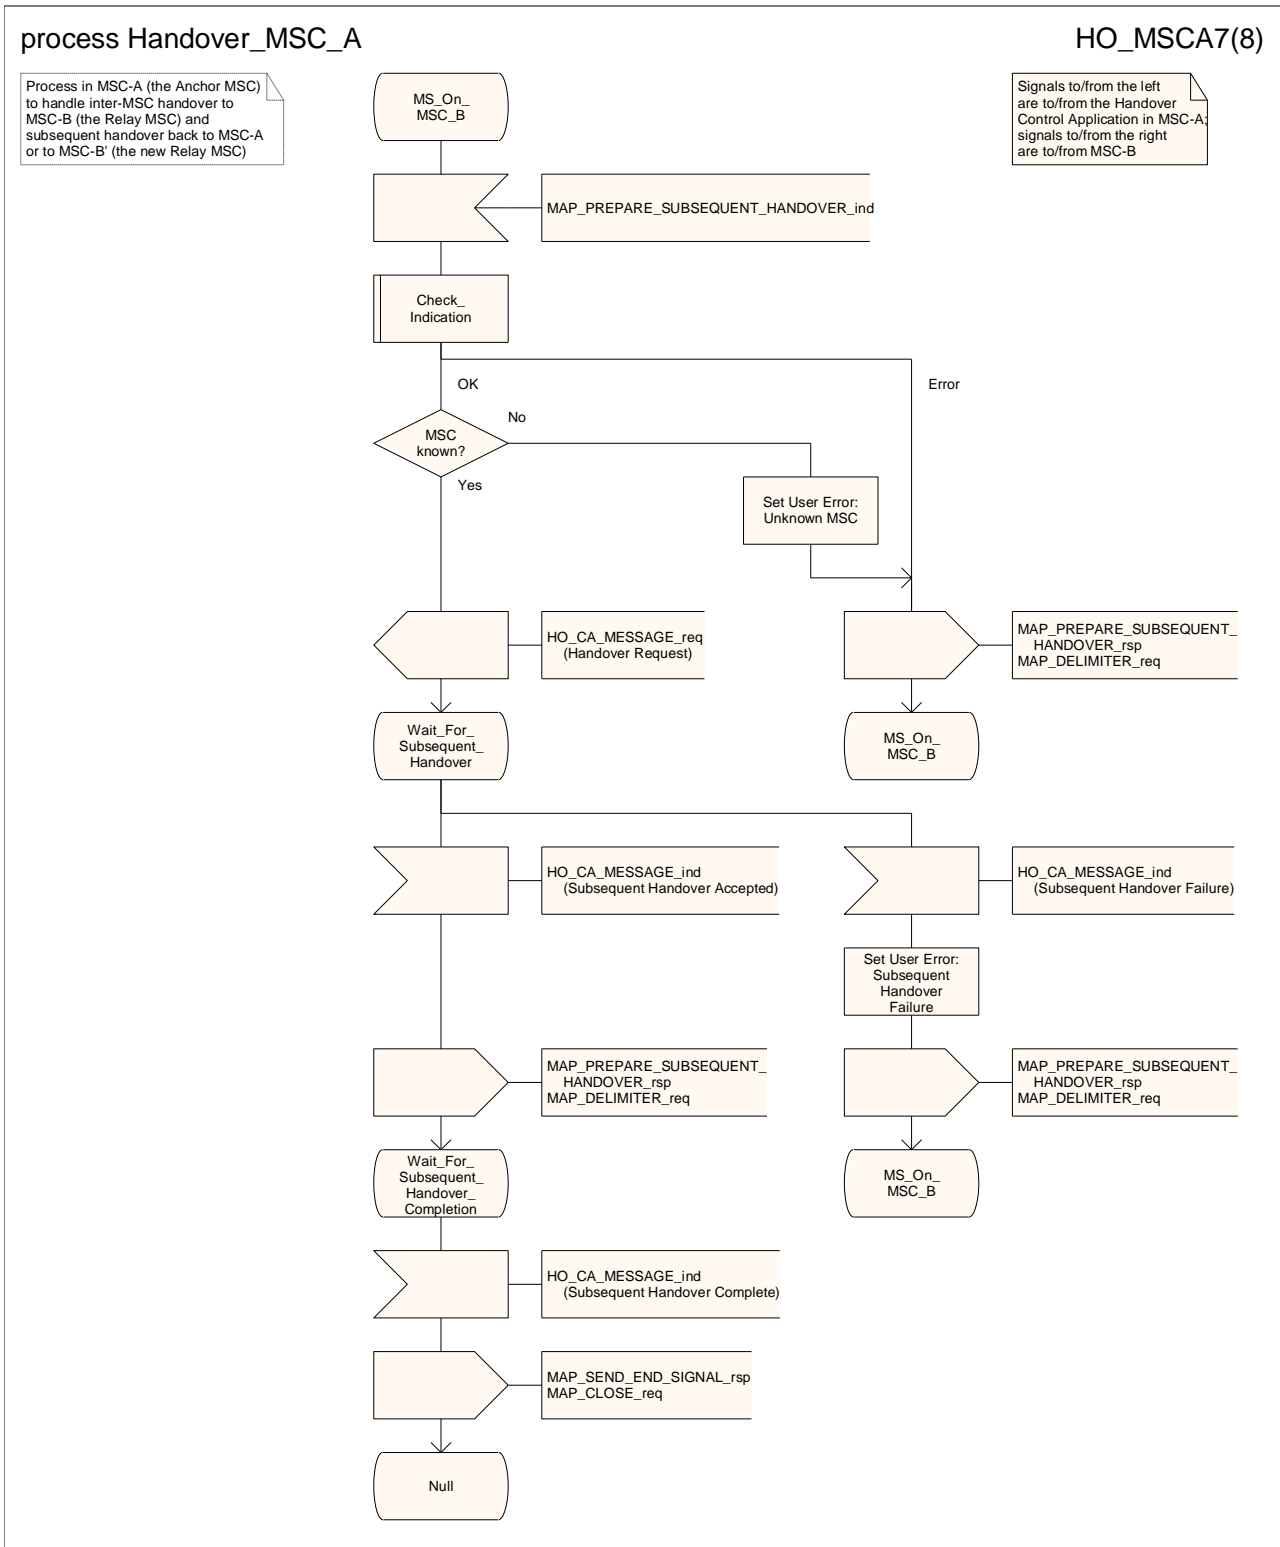 process Handover_MSC_A
HO_MSCA7(8)
Process in MSC-A (the Anchor MSC)
to handle inter-MSC handover to
MSC-B (the Relay MSC) and
subsequent handover back to MSC-A
or to MSC-B' (the new Relay MSC)
Signals to/from the left
are to/from the Handover
Control Application in MSC-A;
signals to/from the right
are to/from MSC-B
MS_On_
MSC_B
MAP_PREPARE_SUBSEQUENT_HANDOVER_ind
Check_
Indication
OK
Error
No
MSC
known?
Yes
Set User Error:
Unknown MSC
HO_CA_MESSAGE_req
(Handover Request)
MAP_PREPARE_SUBSEQUENT_
HANDOVER_rsp
MAP_DELIMITER_req
Wait_For_
Subsequent_
Handover
MS_On_
MSC_B
HO_CA_MESSAGE_ind
(Subsequent Handover Accepted)
HO_CA_MESSAGE_ind
(Subsequent Handover Failure)
Set User Error:
Subsequent
Handover
Failure
MAP_PREPARE_SUBSEQUENT_
HANDOVER_rsp
MAP_DELIMITER_req
MAP_PREPARE_SUBSEQUENT_
HANDOVER_rsp
MAP_DELIMITER_req
Wait_For_
Subsequent_
Handover_
Completion
MS_On_
MSC_B
HO_CA_MESSAGE_ind
(Subsequent Handover Complete)
MAP_SEND_END_SIGNAL_rsp
MAP_CLOSE_req
Null